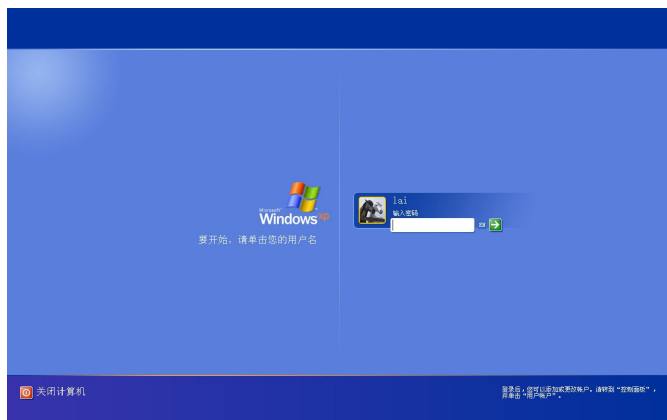 Microsoft
Windows xp
要开始，请单击您的用户名
lai
输入密码
关闭计算机
登录后，您可以添加或更改帐户。请转到“控制面板”，
并单击“用户帐户”。